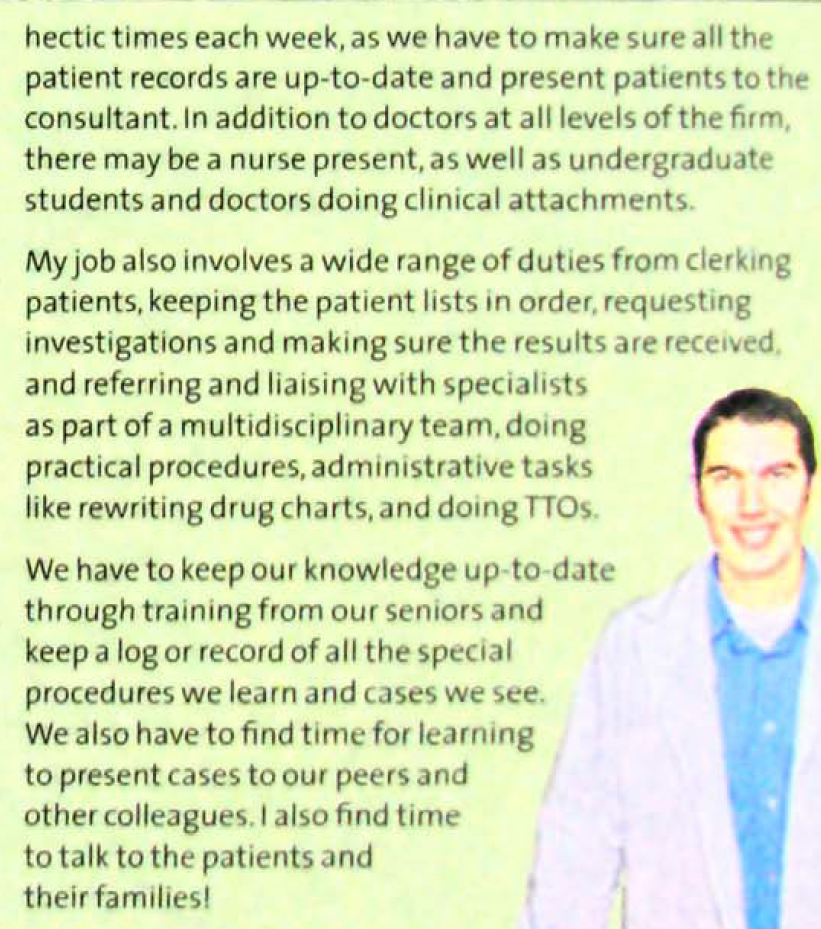 hectic times each week, as we have to make sure all the
patient records are up-to-date and present patients to the
consultant. In addition to doctors at all levels of the firm,
there may be a nurse present, as well as undergraduate
students and doctors doing clinical attachments.
My job also involves a wide range of duties from clerking
patients, keeping the patient lists in order, requesting
investigations and making sure the results are received,
and referring and liaising with specialists
as part of a multidisciplinary team, doing
practical procedures, administrative tasks
like rewriting drug charts, and doing TTOs.
We have to keep our knowledge up-to-date
through training from our seniors and
keep a log or record of all the special
procedures we learn and cases we see.
We also have to find time for learning
to present cases to our peers and
other colleagues. I also find time
to talk to the patients and
their families!